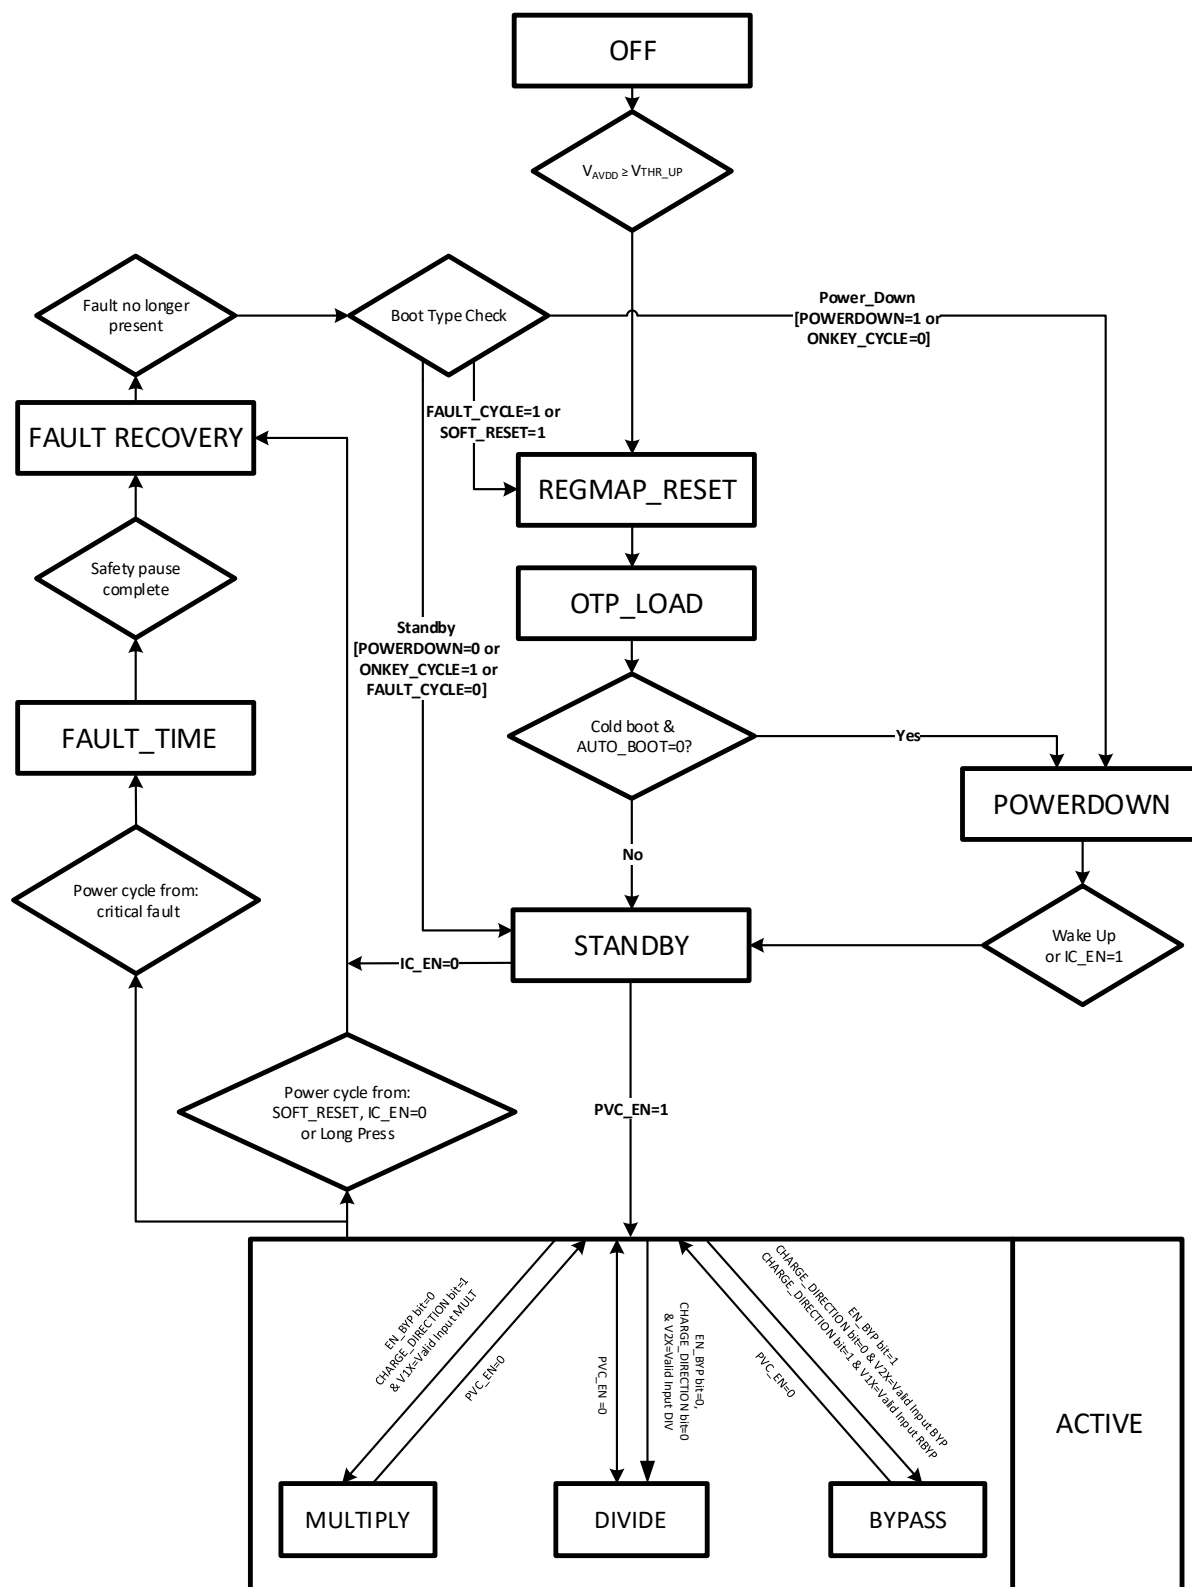 OFF
VAVDD ≥ VTHR_UP
Fault no longer
present
Boot Type Check
Power_Down
[POWERDOWN=1 or
ONKEY_CYCLE=0]
FAULT_CYCLE=1 or
SOFT_RESET=1
FAULT RECOVERY
REGMAP_RESET
Safety pause
complete
OTP_LOAD
Standby
[POWERDOWN=0 or
ONKEY_CYCLE=1 or
FAULT_CYCLE=0]
FAULT_TIME
Cold boot &
AUTO_BOOT=0?
Yes
POWERDOWN
No
Power cycle from:
critical fault
STANDBY
Wake Up
or IC_EN=1
IC_EN=0
Power cycle from:
SOFT_RESET, IC_EN=0
or Long Press
PVC_EN=1
EN_BYP bit=0
CHARGE_DIRECTION bit=1
& V1X=Valid Input MULT
PVC_EN=0
PVC_EN =0
EN_BYP bit=0,
CHARGE_DIRECTION bit=0
& V2X=Valid Input DIV
PVC_EN=0
EN_BYP bit=1
CHARGE_DIRECTION bit=0 & V2X=Valid Input BYP
CHARGE_DIRECTION bit=1 & V1X=Valid Input RBYP
ACTIVE
MULTIPLY
DIVIDE
BYPASS